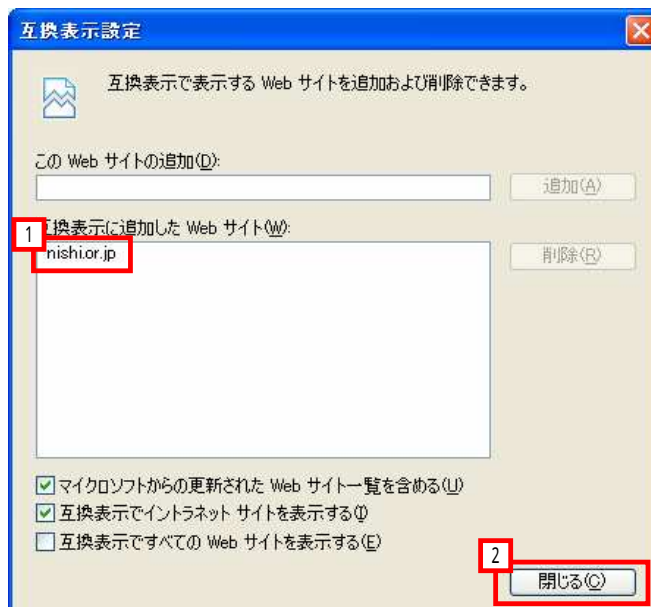 互換表示設定
互換表示で表示する Web サイトを追加および削除できます。
この Web サイトの追加(D):
追加(A)
1
互換表示に追加した Web サイト(W):
nishi.or.jp
削除(R)
マイクロソフトからの更新された Web サイト一覧を含める(U)
互換表示でイントラネット サイトを表示する(I)
互換表示ですべての Web サイトを表示する(E)
2
閉じる(C)